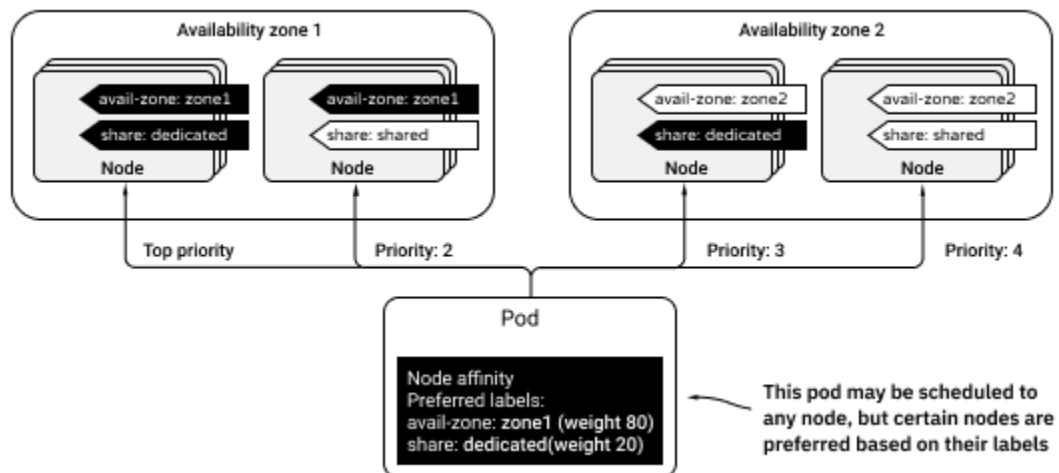 Availability zone 1
avail-zone: zone1
share: dedicated
Node
avail-zone: zone1
share: shared
Node
Availability zone 2
avail-zone: zone2
share: dedicated
Node
avail-zone: zone2
share: shared
Node
Top priority
Priority: 2
Priority: 3
Priority: 4
Pod
Node affinity
Preferred labels:
avail-zone: zone1 (weight 80)
share: dedicated(weight 20)
This pod may be scheduled to
any node, but certain nodes are
preferred based on their labels